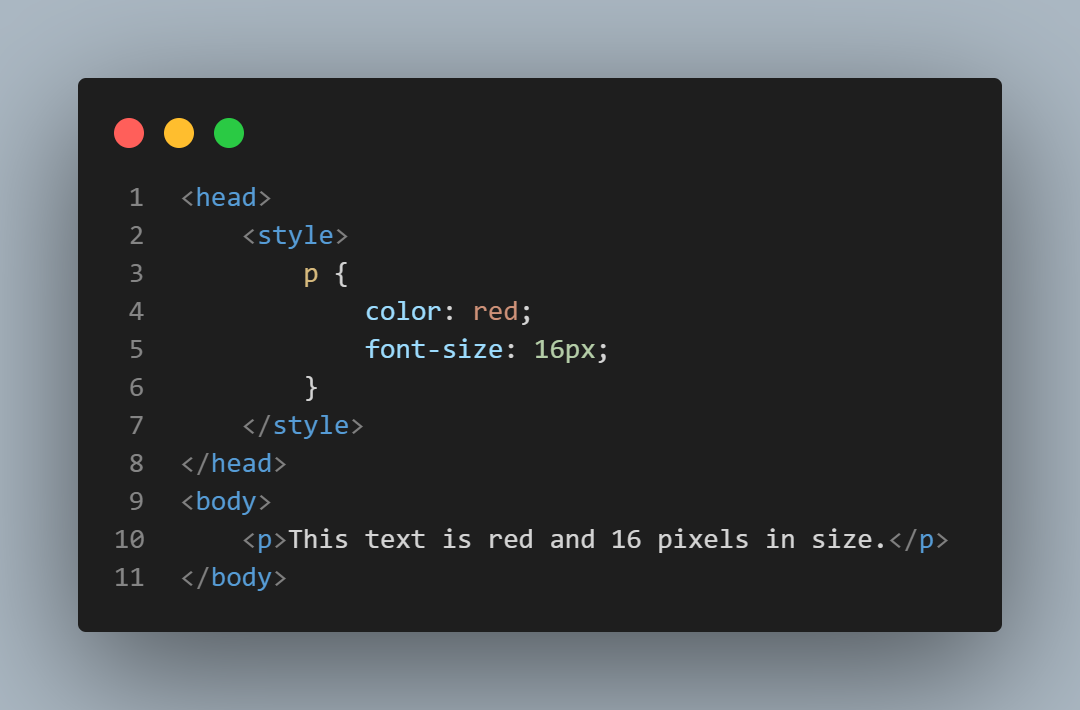 1 <head>
2     <style>
3         p {
4             color: red;
5             font-size: 16px;
6         }
7     </style>
8 </head>
9 <body>
10     <p>This text is red and 16 pixels in size.</p>
11 </body>